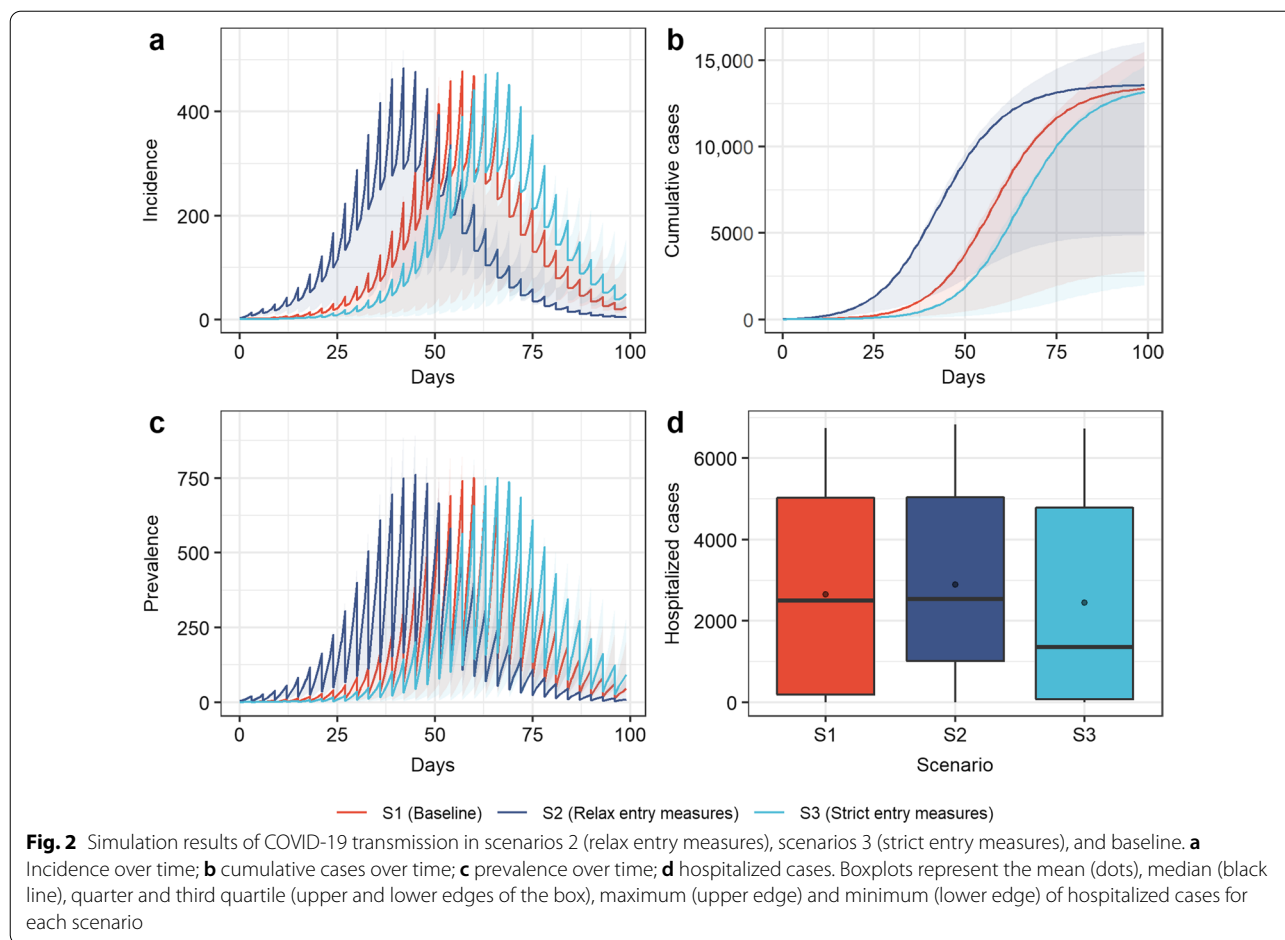 a
Incidence
400
200
0
0 25 50 75 100
Days
b
Cumulative cases
15,000
10,000
5000
0
0 25 50 75 100
Days
c
Prevalence
750
500
250
0
0 25 50 75 100
Days
d
Hospitalized cases
6000
4000
2000
0
S1 S2 S3
Scenario
S1 (Baseline) S2 (Relax entry measures) S3 (Strict entry measures)
Fig. 2 Simulation results of COVID-19 transmission in scenarios 2 (relax entry measures), scenarios 3 (strict entry measures), and baseline. a
Incidence over time; b cumulative cases over time; c prevalence over time; d hospitalized cases. Boxplots represent the mean (dots), median (black
line), quarter and third quartile (upper and lower edges of the box), maximum (upper edge) and minimum (lower edge) of hospitalized cases for
each scenario